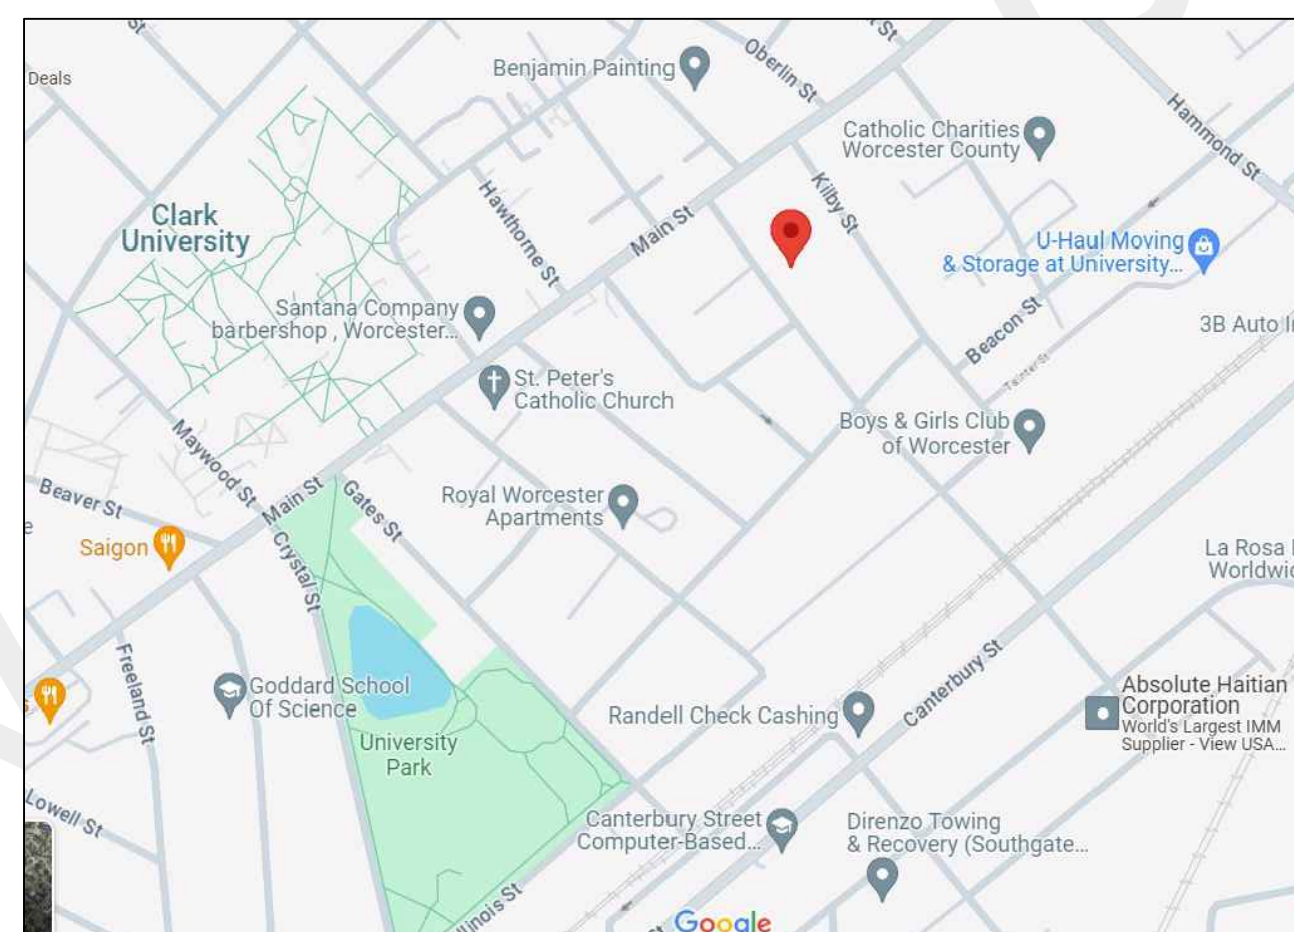 St
Deals
Benjamin Painting
Oberlin St
St
Hammond St
Catholic Charities
Worcester County
Clark
University
Hawthorne St
Main St
Kilby St
U-Haul Moving
& Storage at University...
Santana Company
barbershop , Worcester...
Beacon St
3B Auto
Tainter St
St. Peter's
Catholic Church
Boys & Girls Club
of Worcester
Maywood St
Beaver St
Main St
Gates St
Royal Worcester
Apartments
Saigon
Crystal St
La Rosa
Freeland St
Goddard School
Of Science
Canterbury St
Absolute Haitian
Corporation
World's Largest IMM
Supplier - View USA...
Randell Check Cashing
University
Park
Lowell St
Canterbury Street
Computer-Based...
Direnzo Towing
& Recovery (Southgate...
St
Google